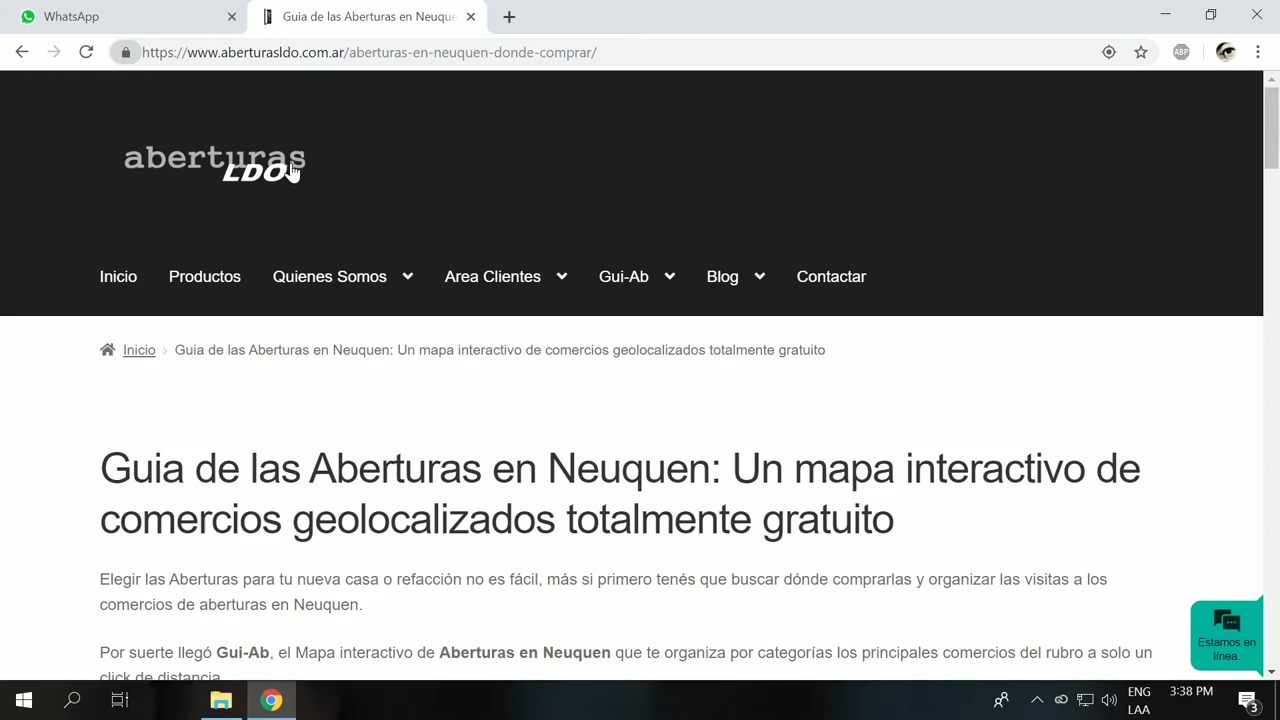 WhatsApp
Guia de las Aberturas en Neuque
https://www.aberturasldo.com.ar/aberturas-en-neuquen-donde-comprar/
ABP
aberturas
LDO
Inicio Productos Quienes Somos Area Clientes Gui-Ab Blog Contactar
Inicio Guia de las Aberturas en Neuquen: Un mapa interactivo de comercios geolocalizados totalmente gratuito
Guia de las Aberturas en Neuquen: Un mapa interactivo de
comercios geolocalizados totalmente gratuito
Elegir las Aberturas para tu nueva casa o refacción no es fácil, más si primero tenés que buscar dónde comprarlas y organizar las visitas a los
comercios de aberturas en Neuquen.
Por suerte llegó Gui-Ab, el Mapa interactivo de Aberturas en Neuquen que te organiza por categorías los principales comercios del rubro a solo un
click de distancia.
Estamos en
línea.
ENG
LAA
3:38 PM
3